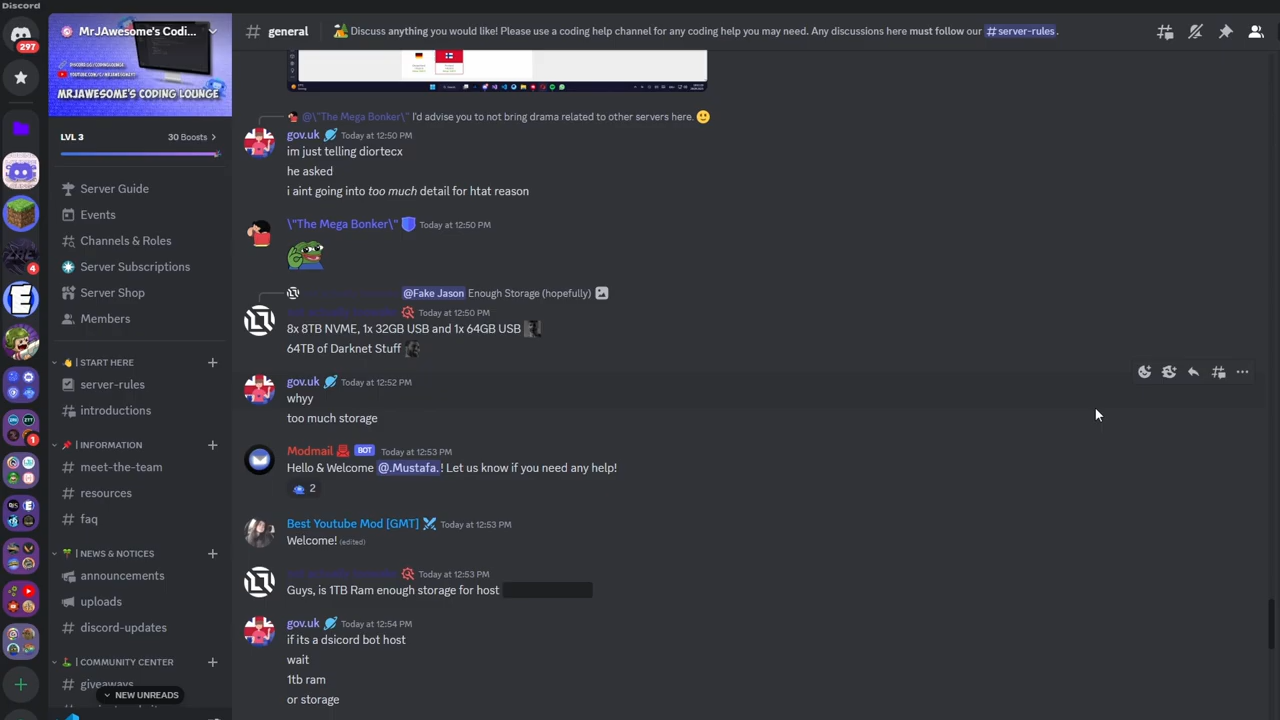 Discord
297
MrJAwesome's Codi...
DISCORD.GG/CODINGLOUNGE
MRJAWESOME'S CODING LOUNGE
LVL 3
30 Boosts
Server Guide
Events
Channels & Roles
Server Subscriptions
Server Shop
Members
4
1
| START HERE
server-rules
introductions
| INFORMATION
meet-the-team
resources
faq
| NEWS & NOTICES
announcements
uploads
discord-updates
| COMMUNITY CENTER
giveaways
NEW UNREADS
# general
Discuss anything you would like! Please use a coding help channel for any coding help you may need. Any discussions here must follow our #server-rules.
@\"The Mega Bonker\" I'd advise you to not bring drama related to other servers here.
gov.uk Today at 12:50 PM
im just telling diortecx
he asked
i aint going into too much detail for htat reason
\"The Mega Bonker\" Today at 12:50 PM
@Fake Jason Enough Storage (hopefully)
Today at 12:50 PM
8x 8TB NVME, 1x 32GB USB and 1x 64GB USB
64TB of Darknet Stuff
gov.uk Today at 12:52 PM
whyy
too much storage
Modmail BOT Today at 12:53 PM
Hello & Welcome @.Mustafa.! Let us know if you need any help!
2
Best Youtube Mod [GMT] Today at 12:53 PM
Welcome! (edited)
Today at 12:53 PM
Guys, is 1TB Ram enough storage for host
gov.uk Today at 12:54 PM
if its a dsicord bot host
wait
1tb ram
or storage